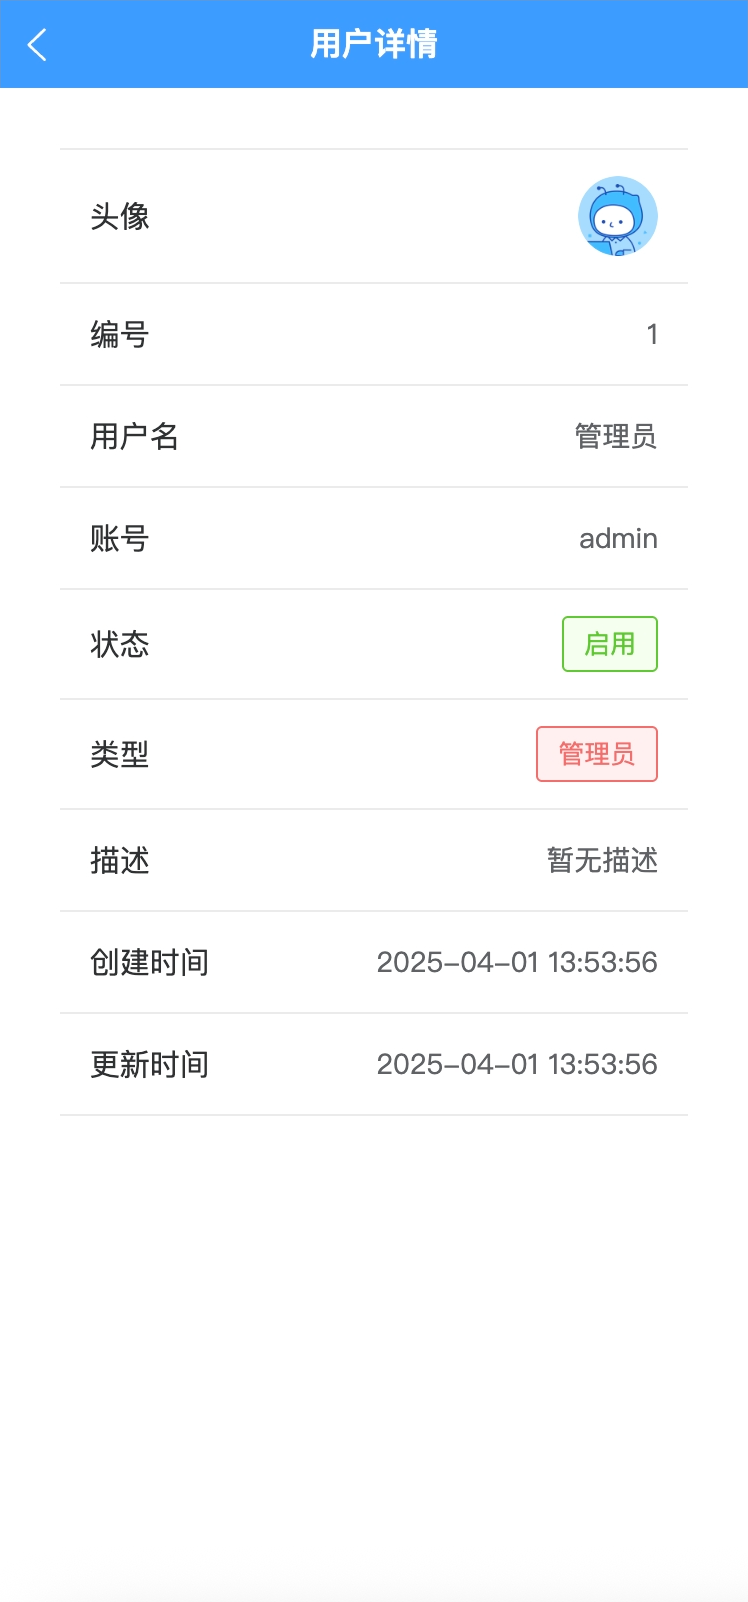 用户详情
头像
编号 1
用户名 管理员
账号 admin
状态 启用
类型 管理员
描述 暂无描述
创建时间 2025-04-01 13:53:56
更新时间 2025-04-01 13:53:56